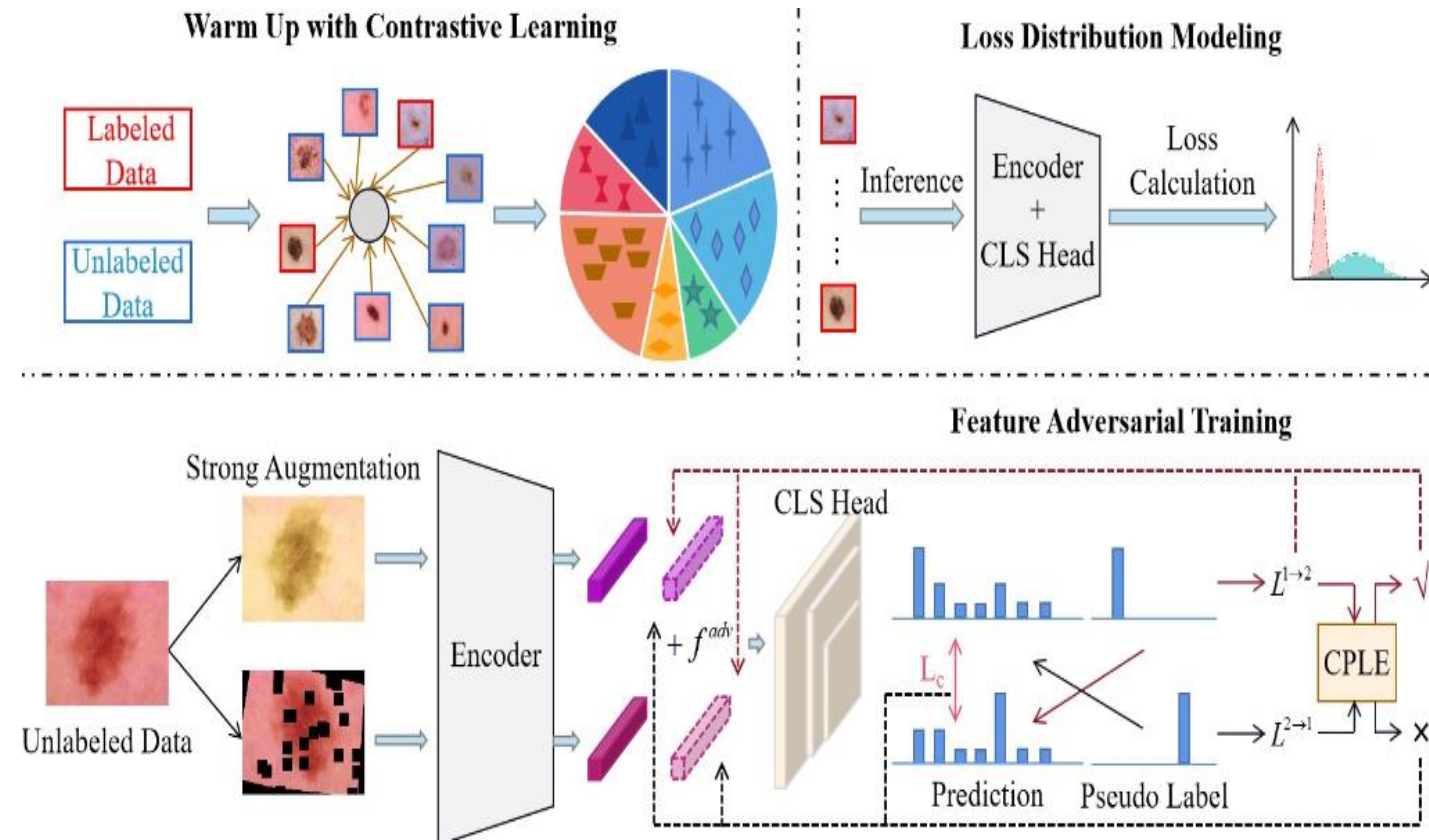 Warm Up with Contrastive Learning
Labeled
Data
Unlabeled
Data
Loss Distribution Modeling
Inference
Encoder
+
CLS Head
Loss
Calculation
Feature Adversarial Training
Strong Augmentation
Unlabeled Data
Encoder
+ f^{adv}
CLS Head
L_c
Prediction
Pseudo Label
L^{1→2}
L^{2→1}
CPLE
√
×